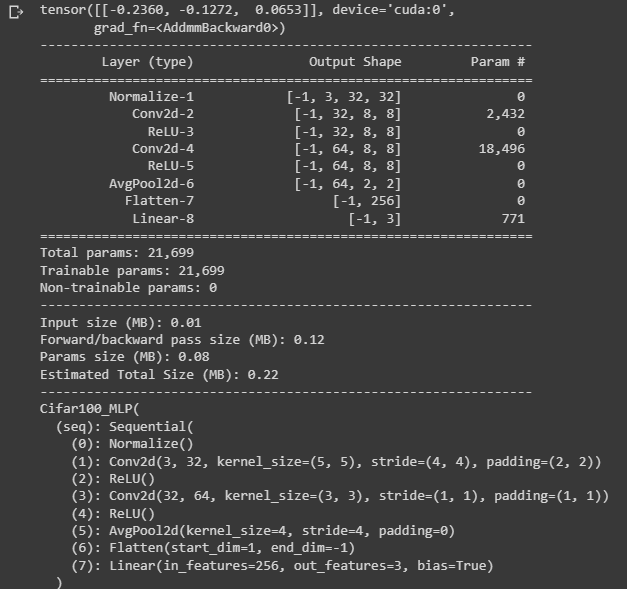 tensor([[-0.2360, -0.1272,  0.0653]], device='cuda:0',
       grad_fn=<AddmmBackward0>)
----------------------------------------------------------------
        Layer (type)               Output Shape         Param #
================================================================
         Normalize-1            [-1, 3, 32, 32]               0
            Conv2d-2             [-1, 32, 8, 8]           2,432
              ReLU-3             [-1, 32, 8, 8]               0
            Conv2d-4             [-1, 64, 8, 8]          18,496
              ReLU-5             [-1, 64, 8, 8]               0
         AvgPool2d-6             [-1, 64, 2, 2]               0
           Flatten-7                  [-1, 256]               0
            Linear-8                    [-1, 3]             771
================================================================
Total params: 21,699
Trainable params: 21,699
Non-trainable params: 0
----------------------------------------------------------------
Input size (MB): 0.01
Forward/backward pass size (MB): 0.12
Params size (MB): 0.08
Estimated Total Size (MB): 0.22
----------------------------------------------------------------
Cifar100_MLP(
  (seq): Sequential(
    (0): Normalize()
    (1): Conv2d(3, 32, kernel_size=(5, 5), stride=(4, 4), padding=(2, 2))
    (2): ReLU()
    (3): Conv2d(32, 64, kernel_size=(3, 3), stride=(1, 1), padding=(1, 1))
    (4): ReLU()
    (5): AvgPool2d(kernel_size=4, stride=4, padding=0)
    (6): Flatten(start_dim=1, end_dim=-1)
    (7): Linear(in_features=256, out_features=3, bias=True)
  )